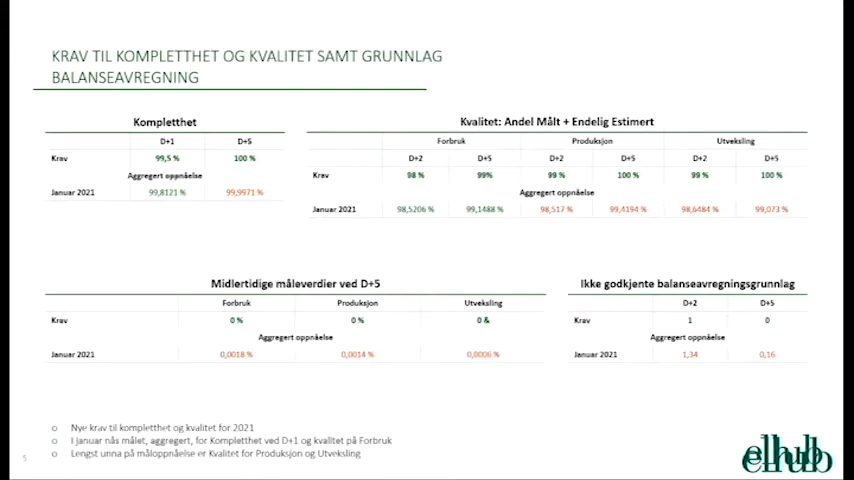 KRAV TIL KOMPLETTHET OG KVALITET SAMT GRUNNLAG
BALANSEAVREGNING
Kompletthet
D+1 D+5
Krav 99,5 % 100 %
Aggregert oppnåelse
Januar 2021 99,8121 % 99,9971 %
Kvalitet: Andel Målt + Endelig Estimert
Forbruk Produksjon Utveksling
D+2 D+5 D+2 D+5 D+2 D+5
Krav 98 % 99% 99 % 100 % 99 % 100 %
Aggregert oppnåelse
Januar 2021 98,5206 % 99,1488 % 98,517 % 99,4194 % 98,6484 % 99,073 %
Midlertidige måleverdier ved D+5
Forbruk Produksjon Utveksling
Krav 0 % 0 % 0 &
Aggregert oppnåelse
Januar 2021 0,0018 % 0,0014 % 0,0006 %
Ikke godkjente balanseavregningsgrunnlag
D+2 D+5
Krav 1 0
Aggregert oppnåelse
Januar 2021 1,34 0,16
o Nye krav til kompletthet og kvalitet for 2021
o I januar nås målet, aggregert, for Kompletthet ved D+1 og kvalitet på Forbruk
o Lengst unna på måloppnåelse er Kvalitet for Produksjon og Utveksling
5
elhub
elhub